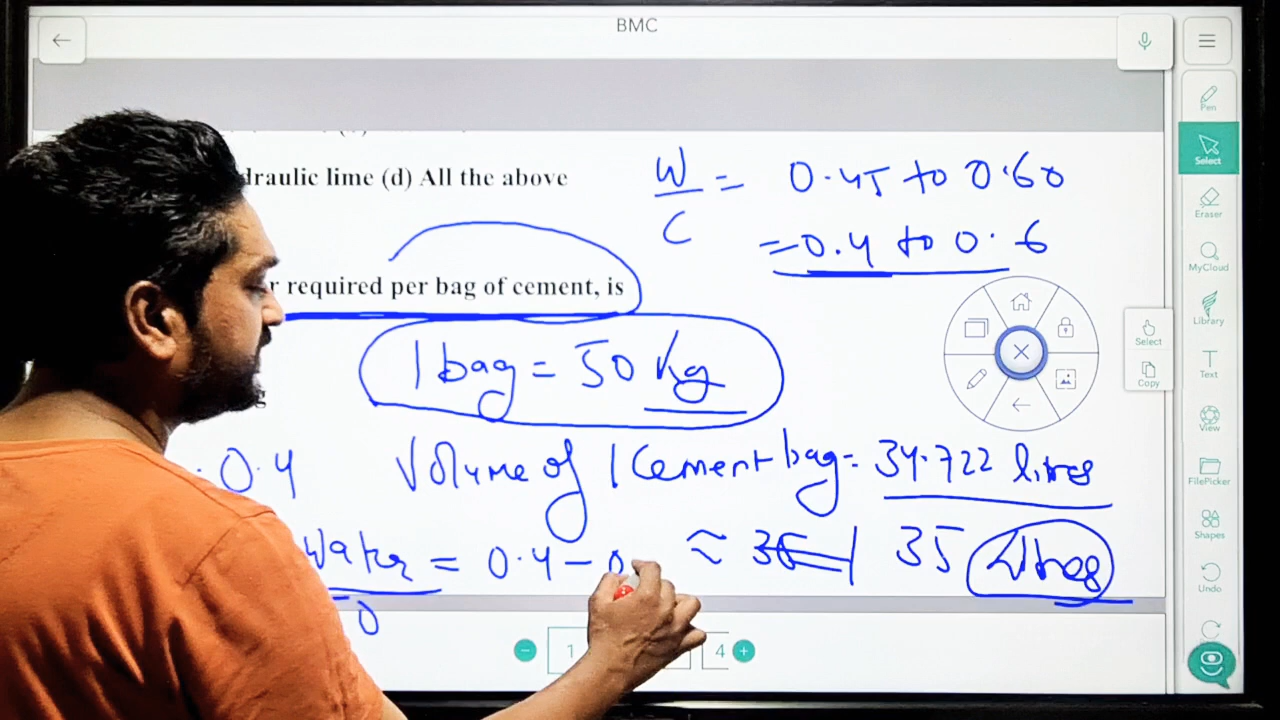 BMC
draulic lime (d) All the above
W/C = 0.45 to 0.60
= 0.4 to 0.6
r required per bag of cement, is
1 bag = 50 Kg
0.4
Volume of 1 Cement bag = 34.722 litres
Water = 0.4 - 0
≈ 35 litres
Pen
Select
Eraser
MyCloud
Library
Text
View
FilePicker
Shapes
Undo
Select
Copy
1
4